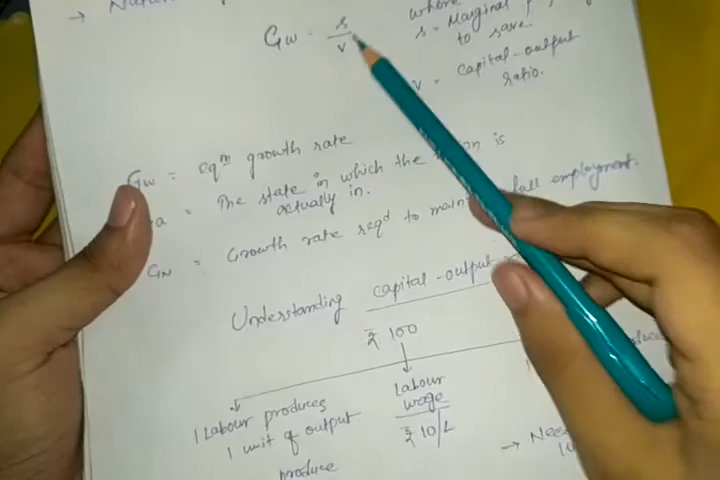 →
where
Gw = s/v
s = Marginal
to save
v = capital-output
ratio.
Gw = eqm growth rate
= The state in which the is
actually in.
GN = Growth rate reqd to full employment.
Understanding capital-output
₹ 100
1 Labour produces
1 unit of output
produce
Labour
wage
₹ 10/L
→